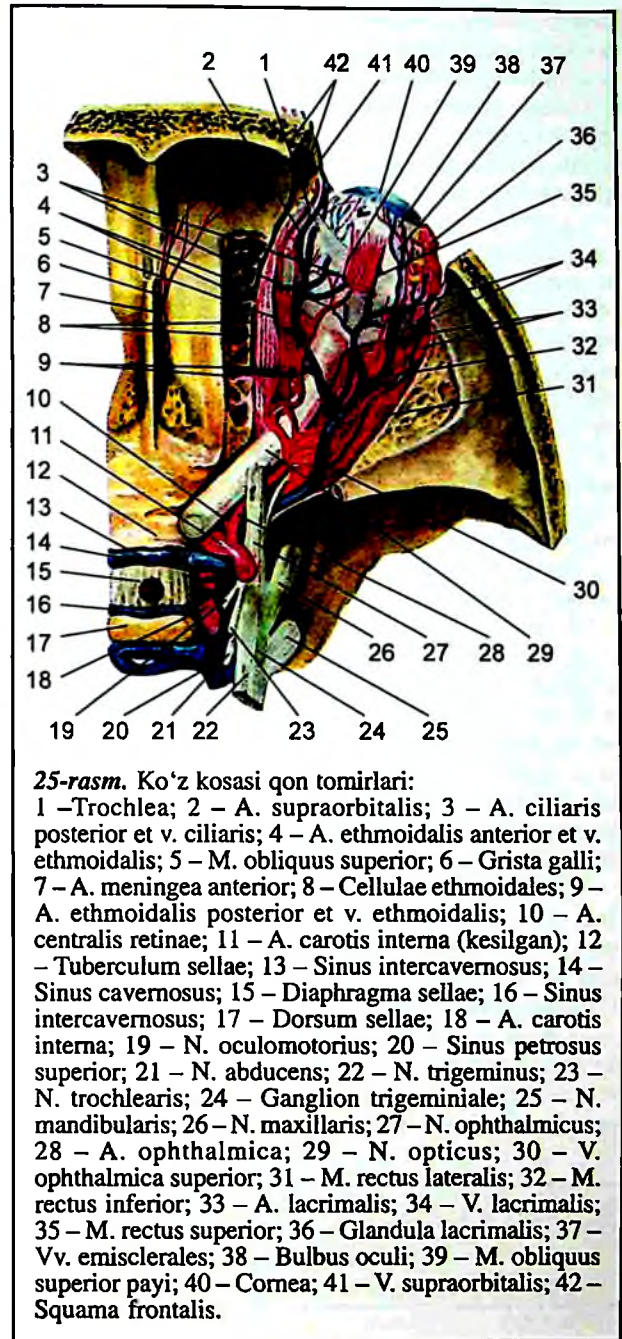 2 1 42 41 40 39 38 37
36
3
35
4
5
34
6
7
33
8
32
9
31
10
11
12
13
14
30
15
16
17
26 27 28 29
18
19 20 21 22 23 24 25
25-rasm. Ko‘z kosasi qon tomirlari:
1 –Trochlea; 2 – A. supraorbitalis; 3 – A. ciliaris
posterior et v. ciliaris; 4 – A. ethmoidalis anterior et v.
ethmoidalis; 5 – M. obliquus superior; 6 – Grista galli;
7 – A. meningea anterior; 8 – Cellulae ethmoidales; 9 –
A. ethmoidalis posterior et v. ethmoidalis; 10 – A.
centralis retinae; 11 – A. carotis interna (kesilgan); 12
– Tuberculum sellae; 13 – Sinus intercavernosus; 14 –
Sinus cavernosus; 15 – Diaphragma sellae; 16 – Sinus
intercavernosus; 17 – Dorsum sellae; 18 – A. carotis
interna; 19 – N. oculomotorius; 20 – Sinus petrosus
superior; 21 – N. abducens; 22 – N. trigeminus; 23 –
N. trochlearis; 24 – Ganglion trigeminiale; 25 – N.
mandibularis; 26 – N. maxillaris; 27 – N. ophthalmicus;
28 – A. ophthalmica; 29 – N. opticus; 30 – V.
ophthalmica superior; 31 – M. rectus lateralis; 32 – M.
rectus inferior; 33 – A. lacrimalis; 34 – V. lacrimalis;
35 – M. rectus superior; 36 – Glandula lacrimalis; 37 –
Vv. emisclerales; 38 – Bulbus oculi; 39 – M. obliquus
superior payi; 40 – Cornea; 41 – V. supraorbitalis; 42 –
Squama frontalis.